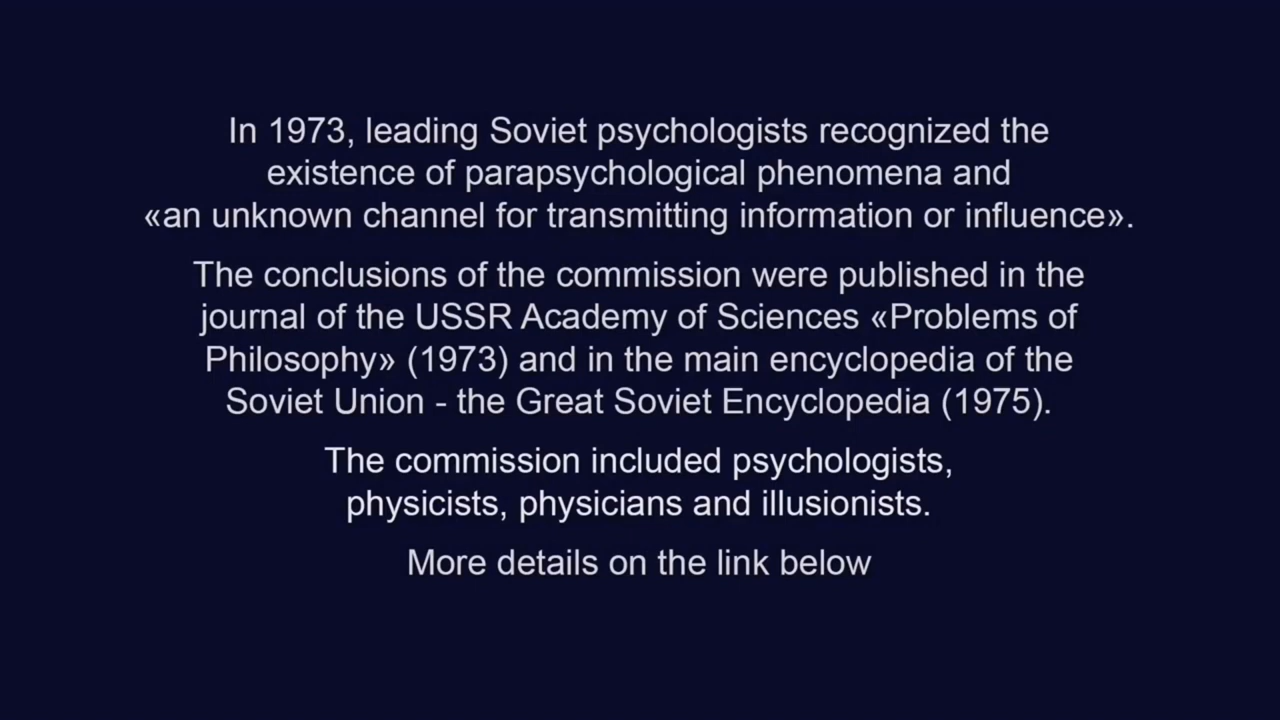 In 1973, leading Soviet psychologists recognized the
existence of parapsychological phenomena and
«an unknown channel for transmitting information or influence».
The conclusions of the commission were published in the
journal of the USSR Academy of Sciences «Problems of
Philosophy» (1973) and in the main encyclopedia of the
Soviet Union - the Great Soviet Encyclopedia (1975).
The commission included psychologists,
physicists, physicians and illusionists.
More details on the link below